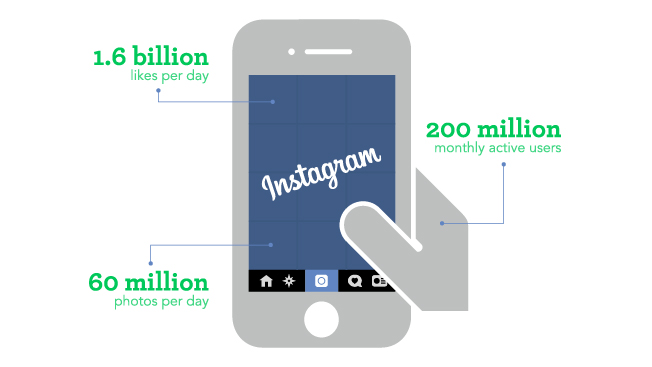 1.6 billion
likes per day
200 million
monthly active users
Instagram
60 million
photos per day